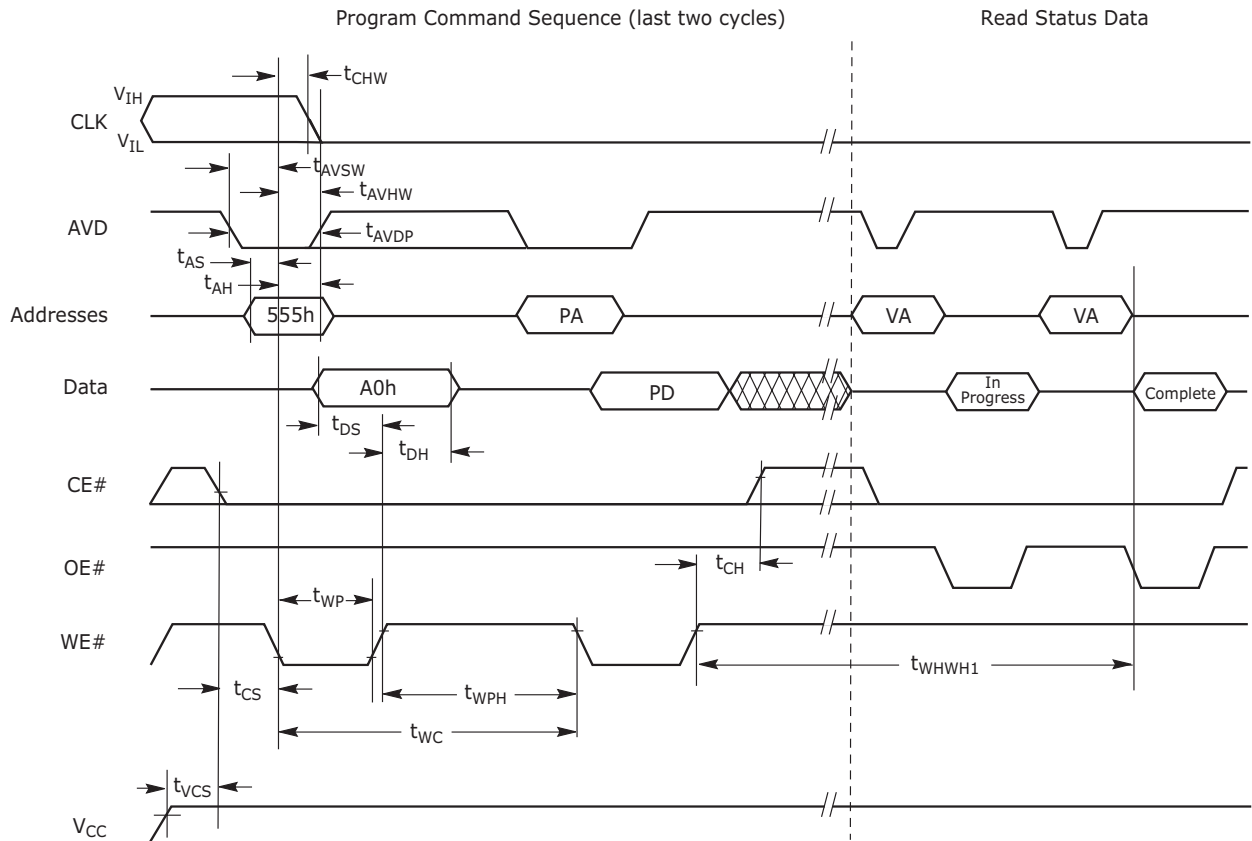 Program Command Sequence (last two cycles) Read Status Data
tCHW
VIH
CLK
VIL
tAVSW
tAVHW
AVD
tAVDP
tAS
tAH
Addresses 555h PA VA VA
Data A0h PD In Progress Complete
tDS
tDH
CE#
OE#
tCH
tWP
WE#
tWHWH1
tCS
tWPH
tWC
tVCS
VCC